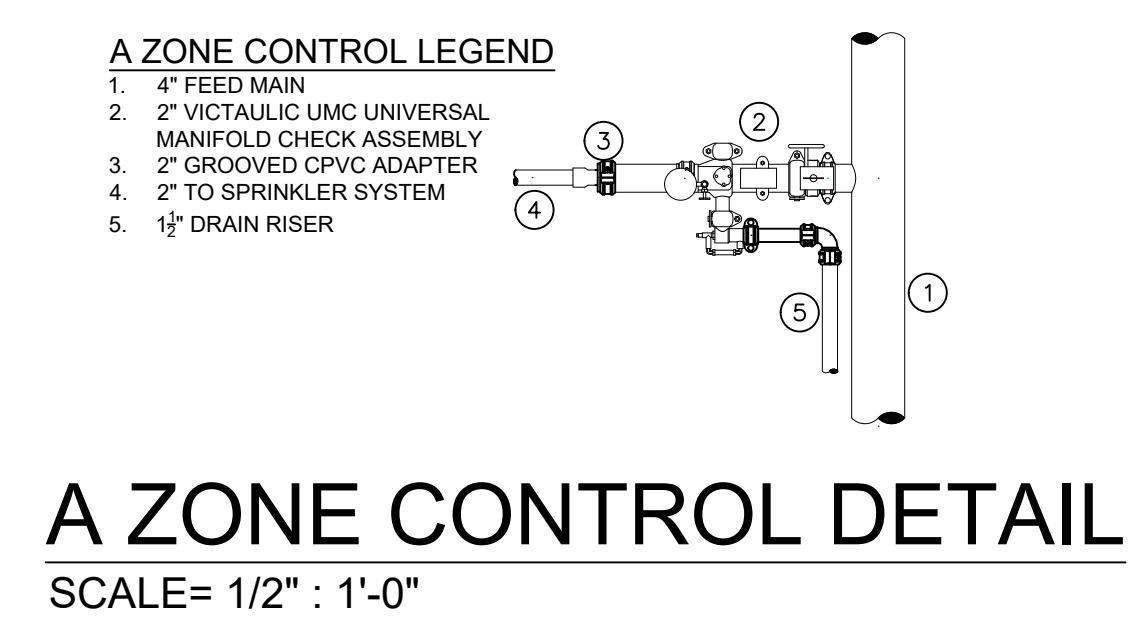 A ZONE CONTROL LEGEND
1. 4" FEED MAIN
2. 2" VICTAULIC UMC UNIVERSAL
MANIFOLD CHECK ASSEMBLY
3. 2" GROOVED CPVC ADAPTER
4. 2" TO SPRINKLER SYSTEM
5. 1½" DRAIN RISER
2
3
4
1
5
A ZONE CONTROL DETAIL
SCALE= 1/2" : 1'-0"